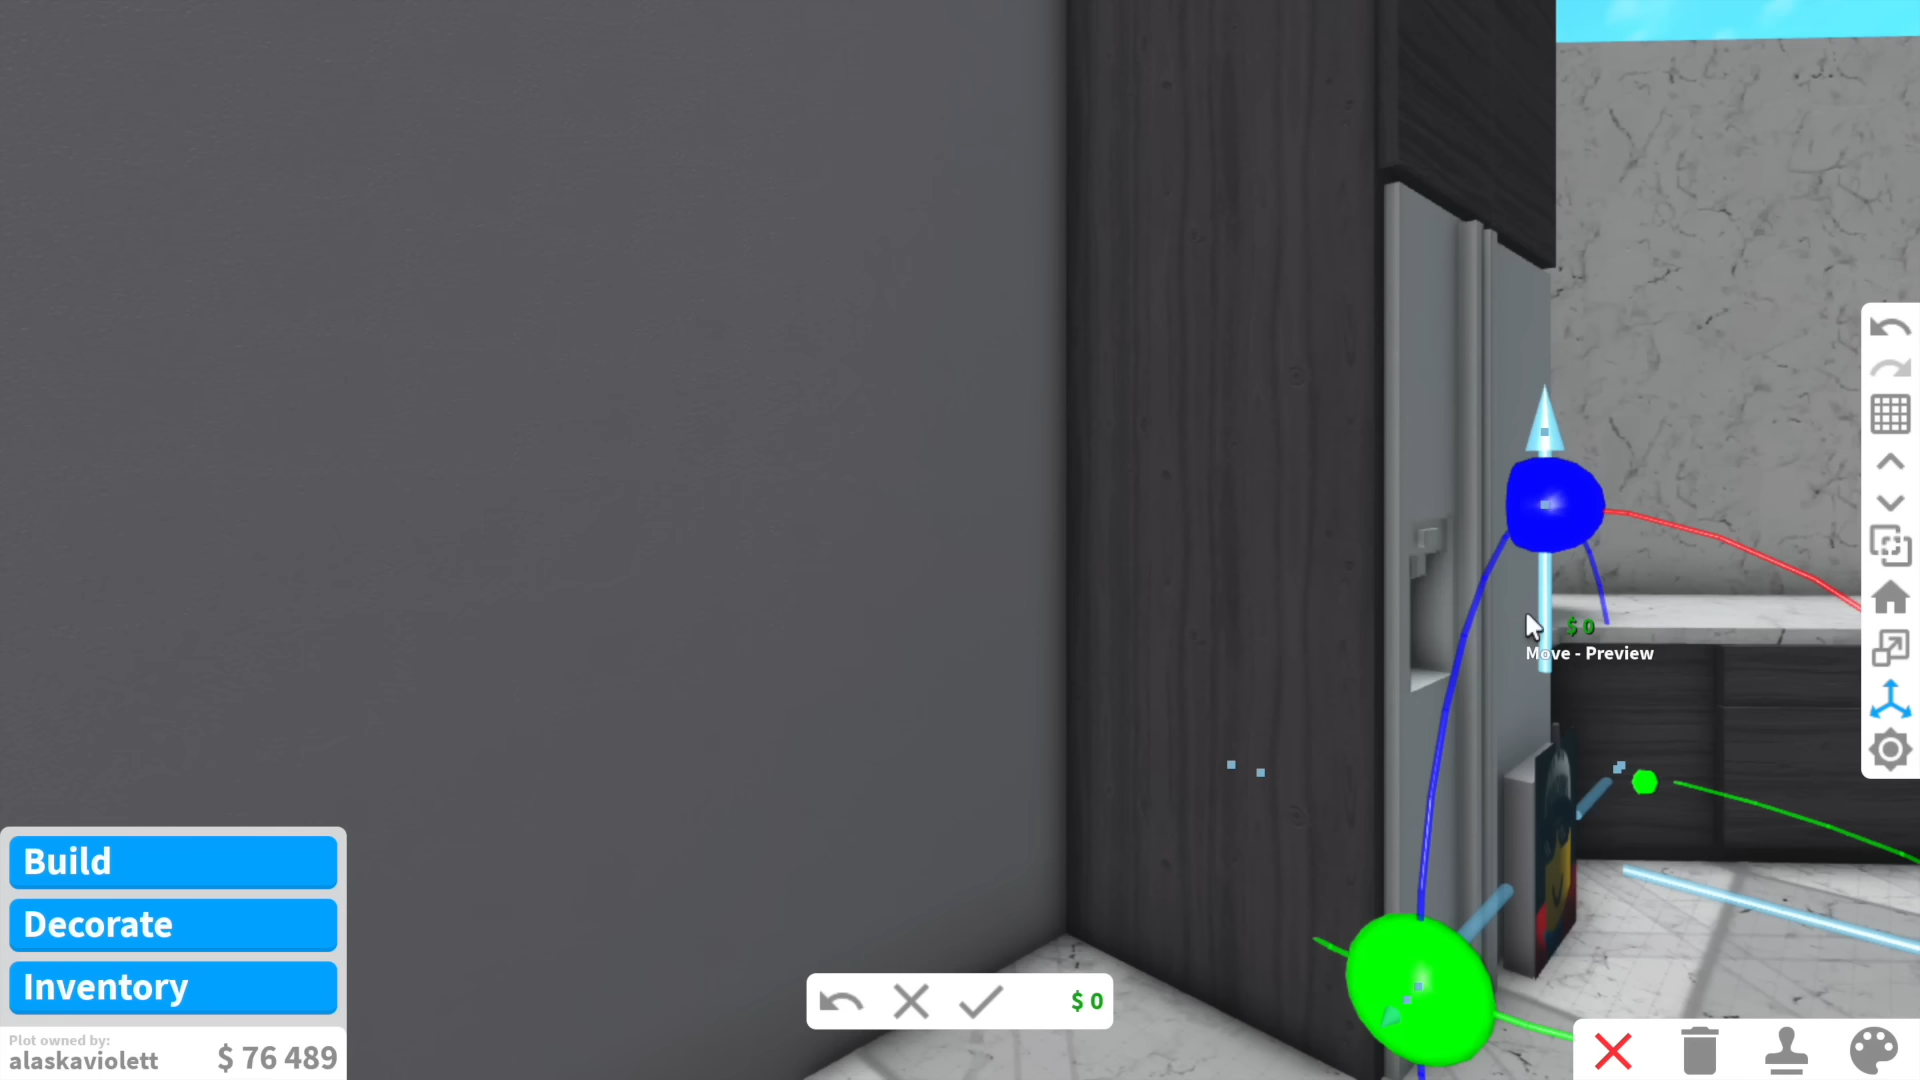 $ 0
Move - Preview
Build
Decorate
Inventory
Plot owned by:
alaskaviolett
$ 76 489
$ 0